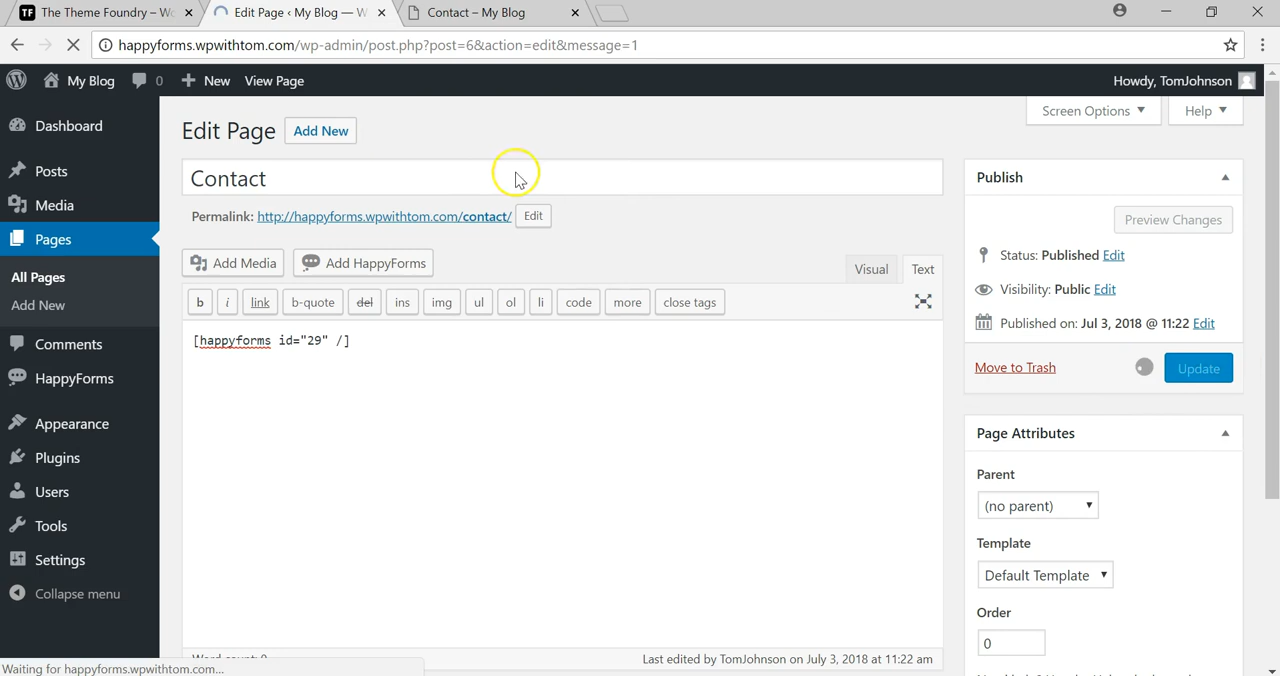 TF The Theme Foundry – Wo
Edit Page ‹ My Blog — W
Contact – My Blog
happyforms.wpwithtom.com/wp-admin/post.php?post=6&action=edit&message=1
My Blog
0
New
View Page
Howdy, TomJohnson
Screen Options
Help
Dashboard
Posts
Media
Pages
All Pages
Add New
Comments
HappyForms
Appearance
Plugins
Users
Tools
Settings
Collapse menu
Edit Page
Add New
Contact
Permalink: http://happyforms.wpwithtom.com/contact/ Edit
Add Media
Add HappyForms
Visual
Text
b
i
link
b-quote
del
ins
img
ul
ol
li
code
more
close tags
[happyforms id="29" /]
Word count: 0
Last edited by TomJohnson on July 3, 2018 at 11:22 am
Publish
Preview Changes
Status: Published Edit
Visibility: Public Edit
Published on: Jul 3, 2018 @ 11:22 Edit
Move to Trash
Update
Page Attributes
Parent
(no parent)
Template
Default Template
Order
0
Waiting for happyforms.wpwithtom.com...